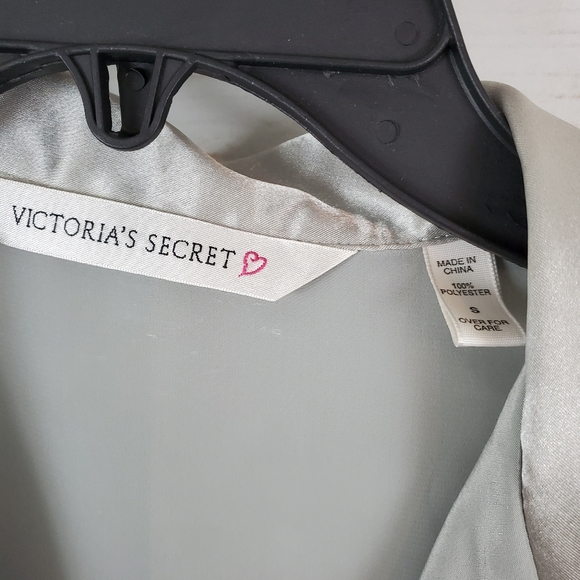 VICTORIA'S SECRET
MADE IN
CHINA
100%
POLYESTER
S
OVER FOR
CARE